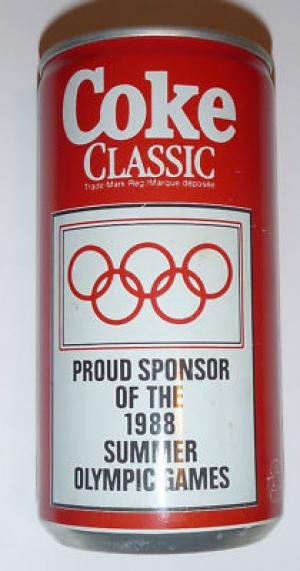 Coke
CLASSIC
Trade Mark Reg./Marque déposée
PROUD SPONSOR
OF THE
1988
SUMMER
OLYMPIC GAMES